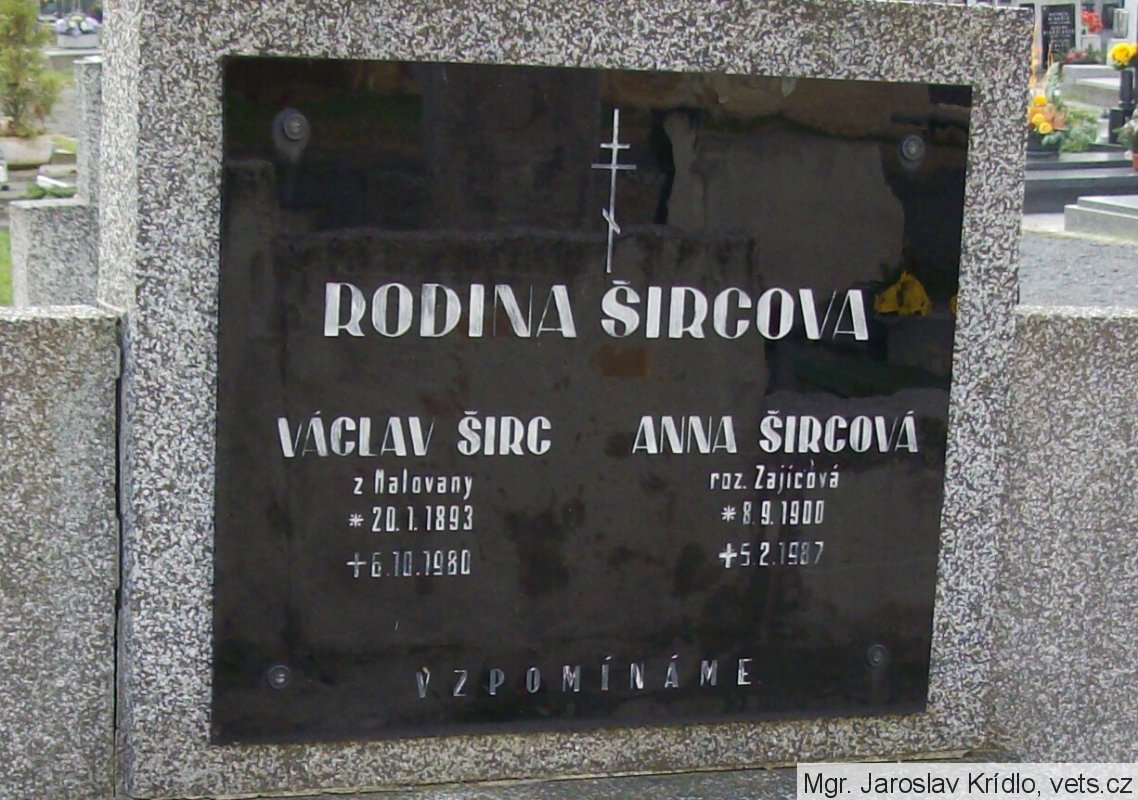 RODINA ŠIRCOVA
VÁCLAV ŠIRC
z Malovany
*20.1.1893
+6.10.1980
ANNA ŠIRCOVÁ
roz. Zajícová
*8.9.1900
+5.2.1987
VZPOMÍNÁME
Mgr. Jaroslav Krídlo, vets.cz